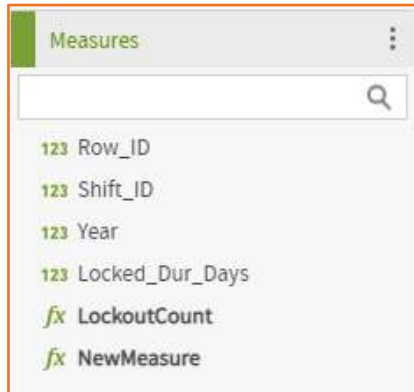 Measures
123 Row_ID
123 Shift_ID
123 Year
123 Locked_Dur_Days
fx LockoutCount
fx NewMeasure